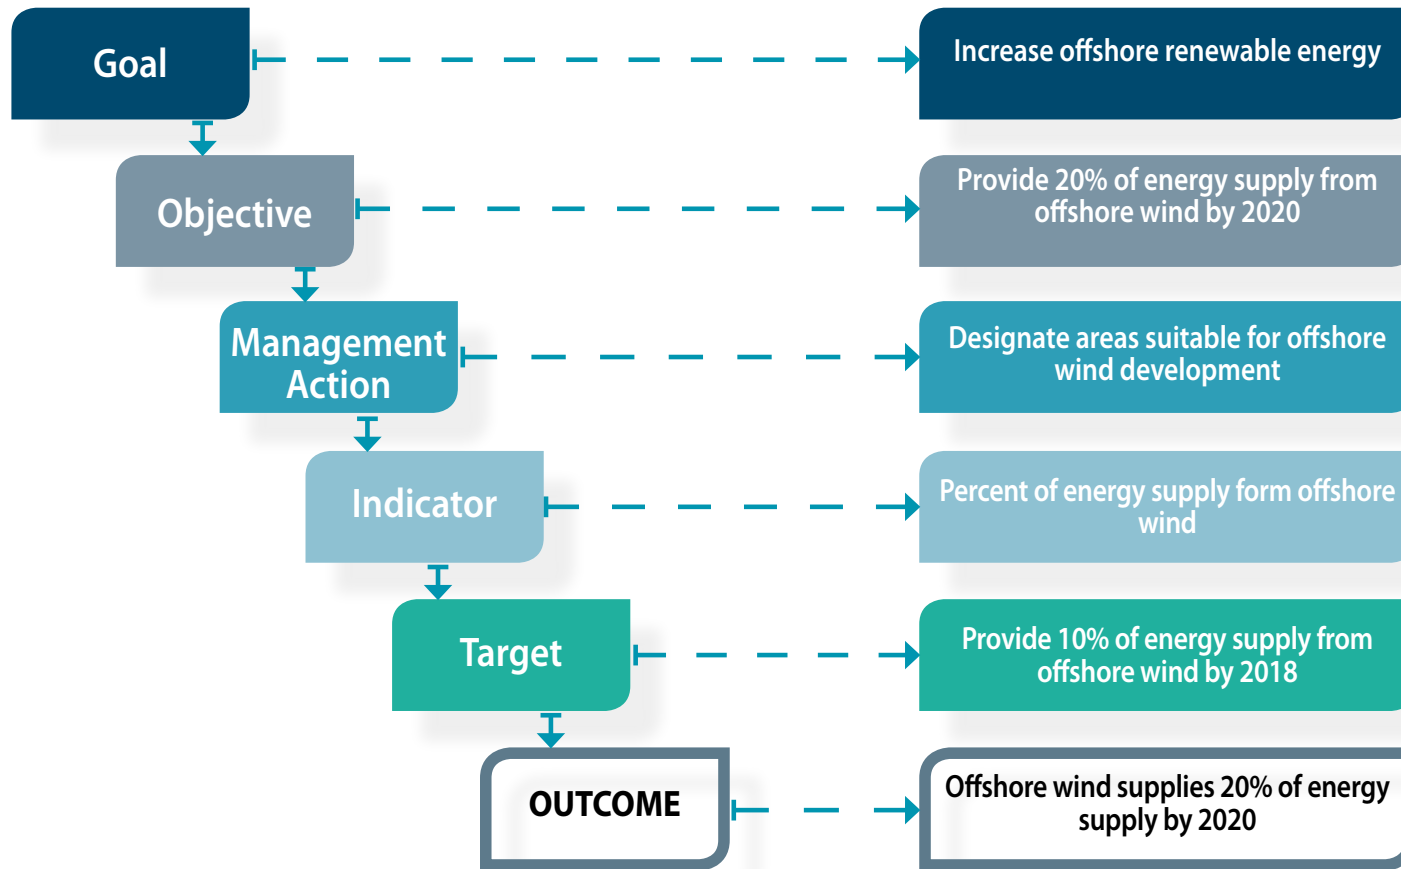 Goal
Increase offshore renewable energy
Objective
Provide 20% of energy supply from
offshore wind by 2020
Management
Action
Designate areas suitable for offshore
wind development
Indicator
Percent of energy supply form offshore
wind
Target
Provide 10% of energy supply from
offshore wind by 2018
OUTCOME
Offshore wind supplies 20% of energy
supply by 2020